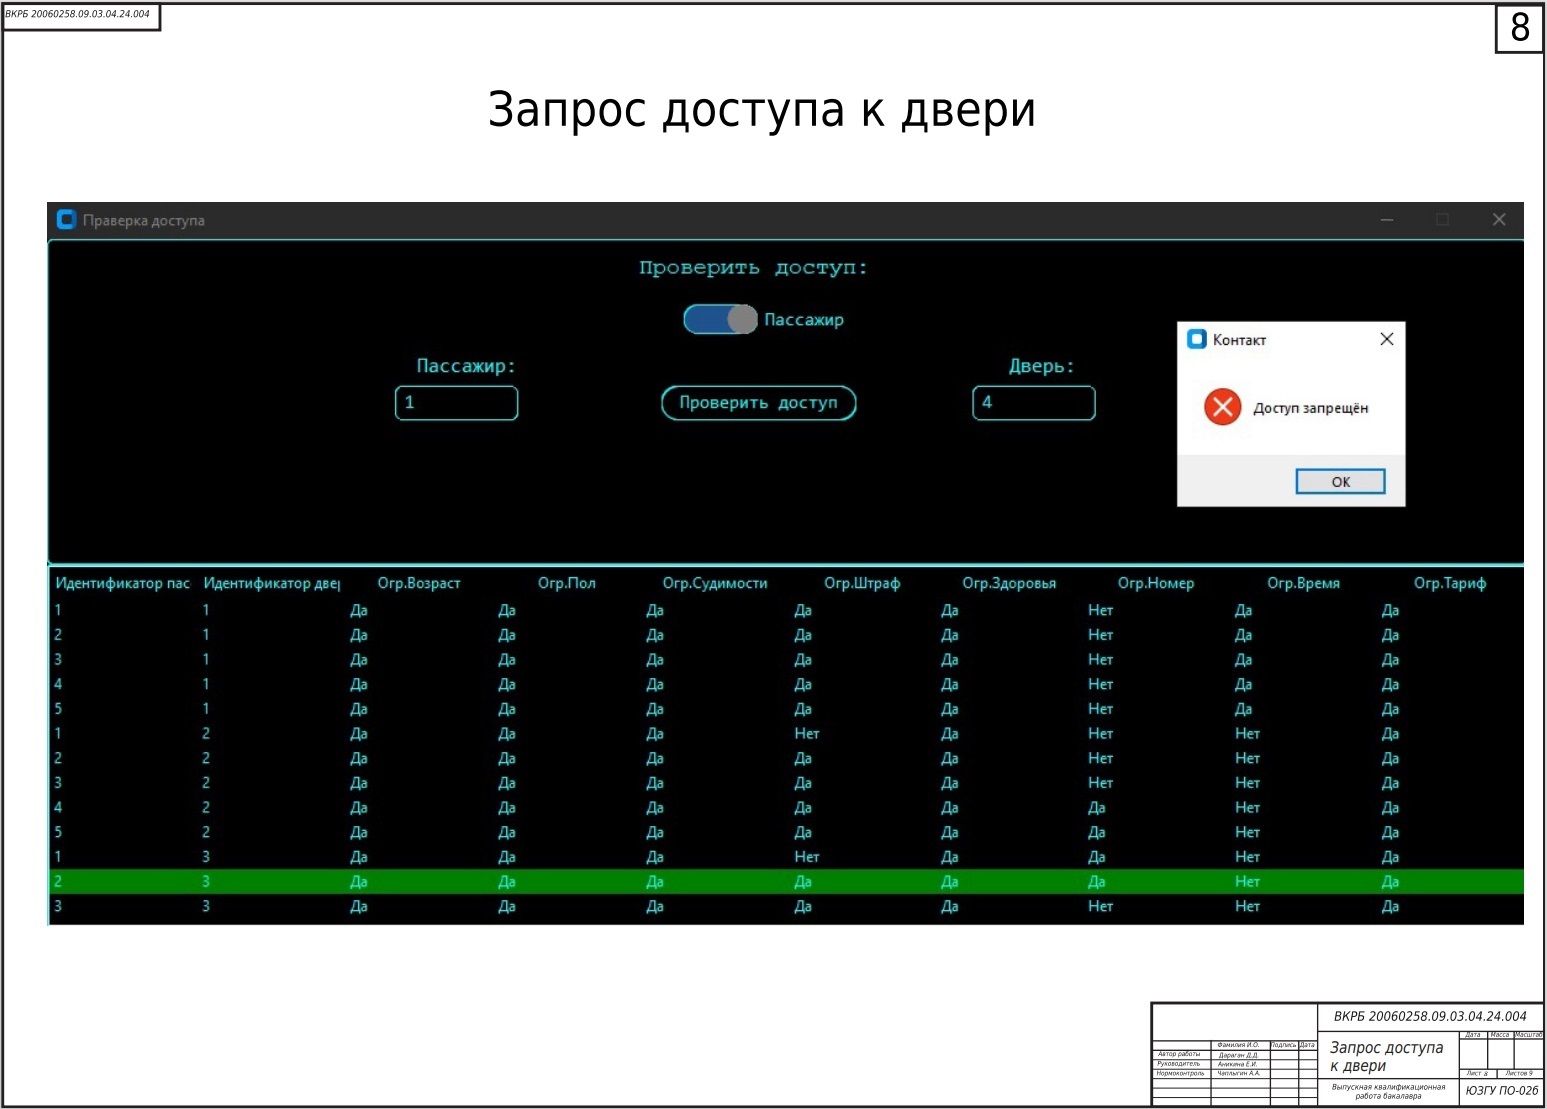 ВКРБ 20060258.09.03.04.24.004
8
Запрос доступа к двери
Праверка доступа
Проверить доступ:
Пассажир
Пассажир:
Дверь:
1
Проверить доступ
4
Контакт
Доступ запрещён
OK
Идентификатор пас Идентификатор двер Огр.Возраст Огр.Пол Огр.Судимости Огр.Штраф Огр.Здоровья Огр.Номер Огр.Время Огр.Тариф
1 1 Да Да Да Да Да Нет Да Да
2 1 Да Да Да Да Да Нет Да Да
3 1 Да Да Да Да Да Нет Да Да
4 1 Да Да Да Да Да Нет Да Да
5 1 Да Да Да Да Да Нет Да Да
1 2 Да Да Да Нет Да Нет Нет Да
2 2 Да Да Да Да Да Нет Нет Да
3 2 Да Да Да Да Да Нет Нет Да
4 2 Да Да Да Да Да Да Нет Да
5 2 Да Да Да Да Да Да Нет Да
1 3 Да Да Да Нет Да Да Нет Да
2 3 Да Да Да Да Да Да Нет Да
3 3 Да Да Да Да Да Нет Нет Да
ВКРБ 20060258.09.03.04.24.004
Фамилия И.О. Подпись Дата
Автор работы Дараган Д.Д.
Руководитель Аникина Е.И.
Нормоконтроль Чаплыгин А.А.
Запрос доступа
к двери
Дата Масса Масштаб
Лист 8 Листов 9
Выпускная квалификационная
работа бакалавра
ЮЗГУ ПО-02б